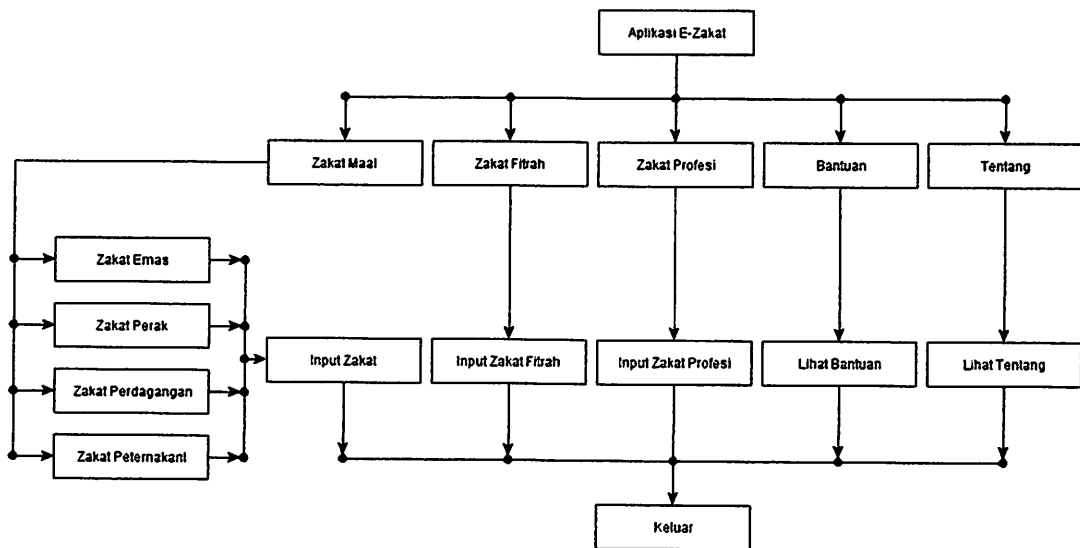 Aplikasi E-Zakat
Zakat Maal
Zakat Fitrah
Zakat Profesi
Bantuan
Tentang
Zakat Emas
Zakat Perak
Zakat Perdagangan
Zakat Peternakant
Input Zakat
Input Zakat Fitrah
Input Zakat Profesi
Lihat Bantuan
Lihat Tentang
Keluar